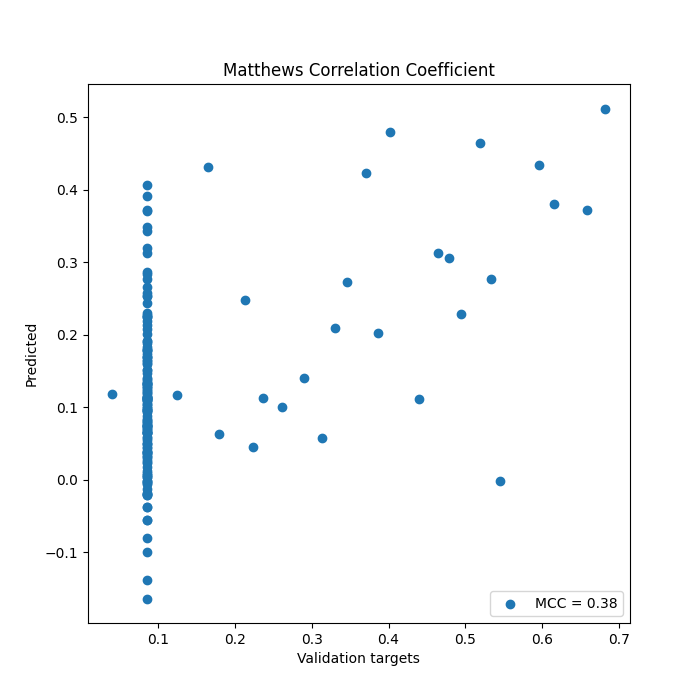 Matthews Correlation Coefficient
0.5
0.4
0.3
0.2
0.1
0.0
−0.1
Predicted
MCC = 0.38
0.1 0.2 0.3 0.4 0.5 0.6 0.7
Validation targets